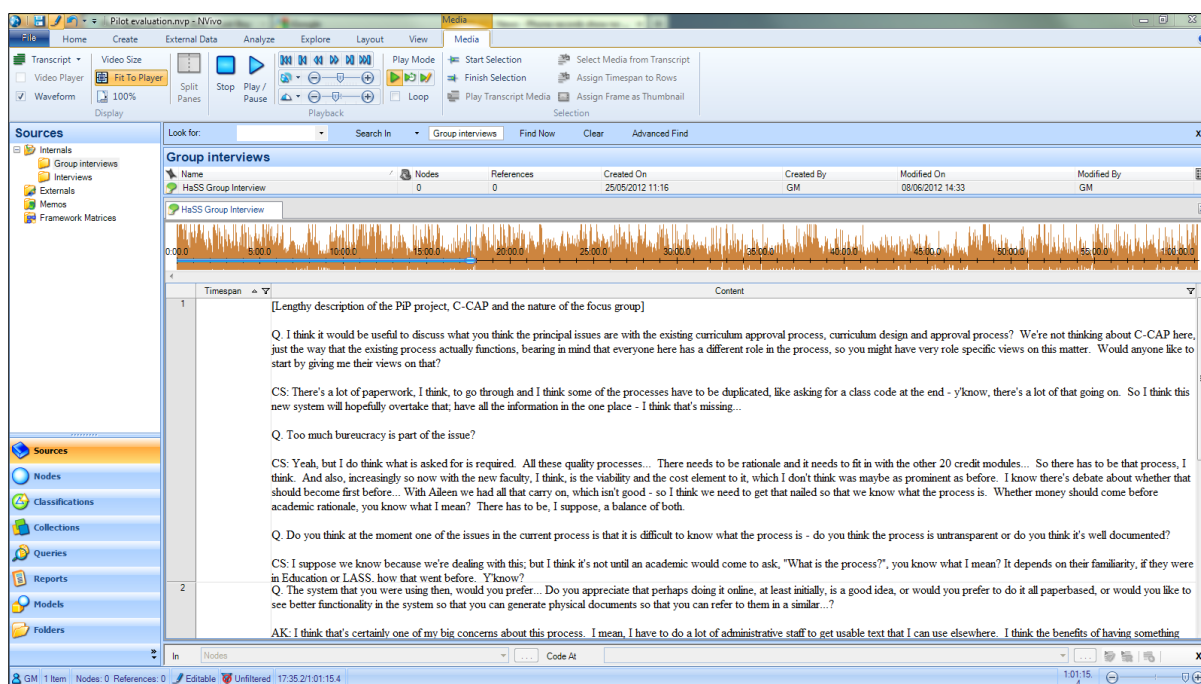 Pilot evaluation.nvp - NVivo
Media
File Home Create External Data Analyze Explore Layout View Media
Transcript Video Size Play Mode Start Selection Select Media from Transcript
Video Player Fit To Player Split Panes Stop Play / Pause Finish Selection Assign Timespan to Rows
Waveform 100% Loop Play Transcript Media Assign Frame as Thumbnail
Display Playback Selection
Sources
Internals
Group interviews
Interviews
Externals
Memos
Framework Matrices
Look for: Search In Group interviews Find Now Clear Advanced Find x
Group interviews
Name Nodes References Created On Created By Modified On Modified By
HaSS Group Interview 0 0 25/05/2012 11:16 GM 08/06/2012 14:33 GM
HaSS Group Interview
0:00.0 5:00.0 10:00.0 15:00.0 20:00.0 25:00.0 30:00.0 35:00.0 40:00.0 45:00.0 50:00.0 55:00.0 1:00:00.0
Timespan Content
1
[Lengthy description of the PiP project, C-CAP and the nature of the focus group]
Q. I think it would be useful to discuss what you think the principal issues are with the existing curriculum approval process, curriculum design and approval process? We're not thinking about C-CAP here,
just the way that the existing process actually functions, bearing in mind that everyone here has a different role in the process, so you might have very role specific views on this matter. Would anyone like to
start by giving me their views on that?
CS: There's a lot of paperwork, I think, to go through and I think some of the processes have to be duplicated, like asking for a class code at the end - y'know, there's a lot of that going on. So I think this
new system will hopefully overtake that; have all the information in the one place - I think that's missing...
Q. Too much bureaucracy is part of the issue?
CS: Yeah, but I do think what is asked for is required. All these quality processes... There needs to be rationale and it needs to fit in with the other 20 credit modules... So there has to be that process, I
think. And also, increasingly so now with the new faculty, I think, is the viability and the cost element to it, which I don't think was maybe as prominent as before. I know there's debate about whether that
should become first before... With Aileen we had all that carry on, which isn't good - so I think we need to get that nailed so that we know what the process is. Whether money should come before
academic rationale, you know what I mean? There has to be, I suppose, a balance of both.
Q. Do you think at the moment one of the issues in the current process is that it is difficult to know what the process is - do you think the process is untransparent or do you think it's well documented?
CS: I suppose we know because we're dealing with this; but I think it's not until an academic would come to ask, "What is the process?", you know what I mean? It depends on their familiarity, if they were
in Education or LASS, how that went before. Y'know?
2
Q. The system that you were using then, would you prefer... Do you appreciate that perhaps doing it online, at least initially, is a good idea, or would you prefer to do it all paperbased, or would you like to
see better functionality in the system so that you can generate physical documents so that you can refer to them in a similar...?
AK: I think that's certainly one of my big concerns about this process. I mean, I have to do a lot of administrative staff to get usable text that I can use elsewhere. I think the benefits of having something
Sources
Nodes
Classifications
Collections
Queries
Reports
Models
Folders
In Nodes ... Code At ... x
GM 1 Item Nodes: 0 References: 0 Editable Unfiltered 17:35.2/1:01:15.4 1:01:15.